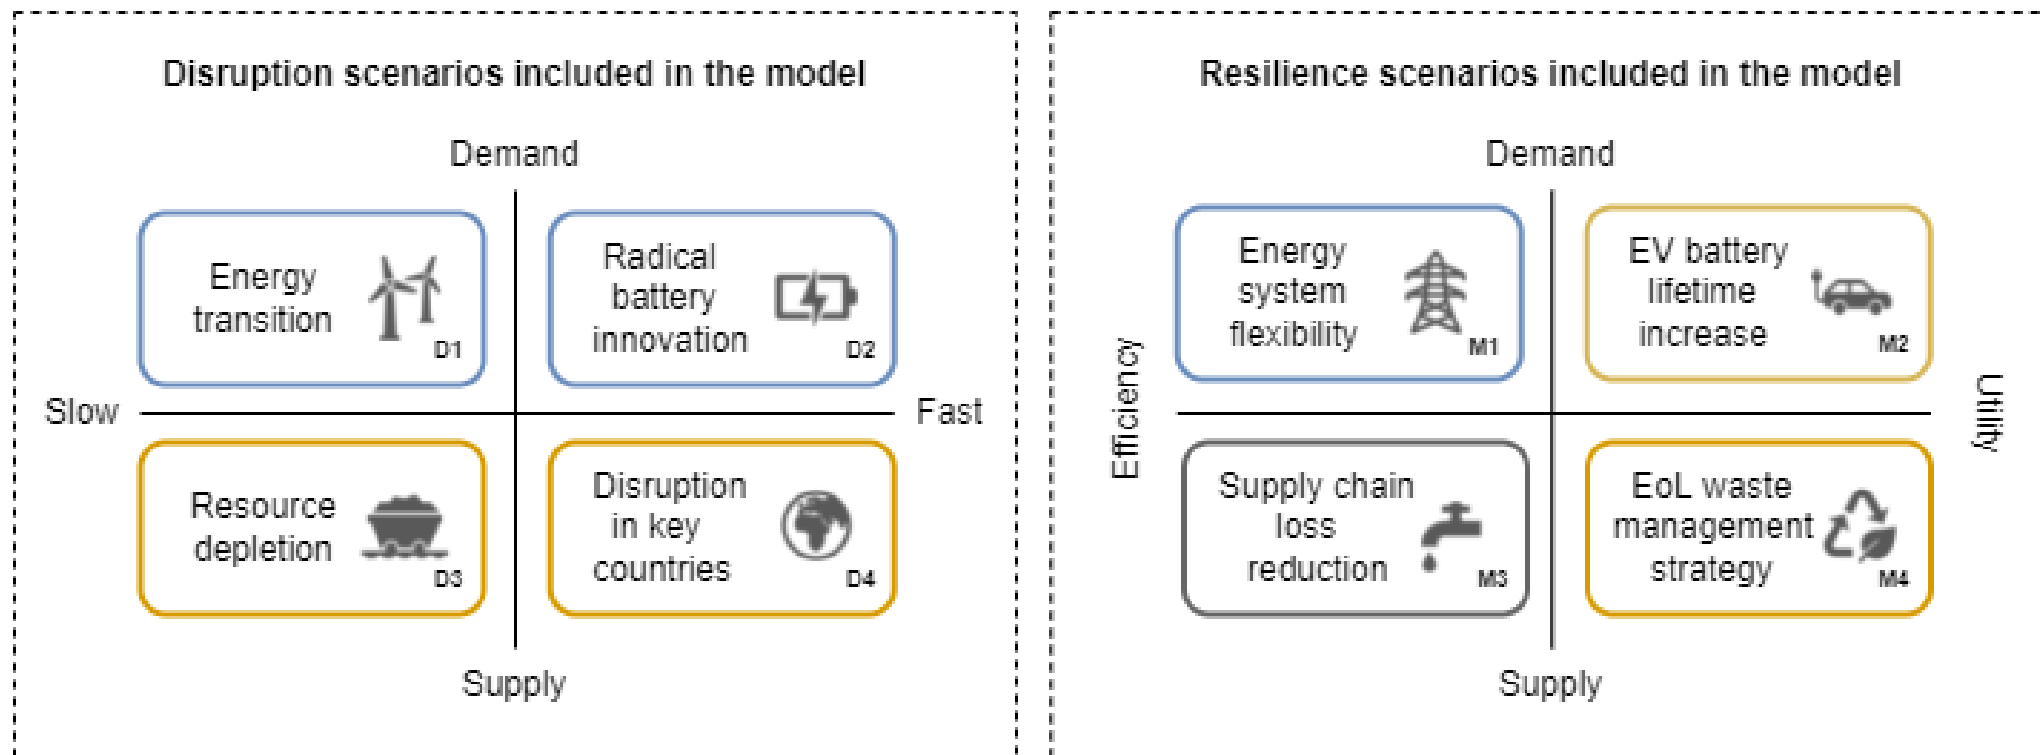 Disruption scenarios included in the model
Demand
Energy
transition
D1
Radical
battery
innovation
D2
Slow
Fast
Resource
depletion
D3
Disruption
in key
countries
D4
Supply
Resilience scenarios included in the model
Demand
Energy
system
flexibility
M1
EV battery
lifetime
increase
M2
Efficiency
Utility
Supply chain
loss
reduction
M3
EoL waste
management
strategy
M4
Supply